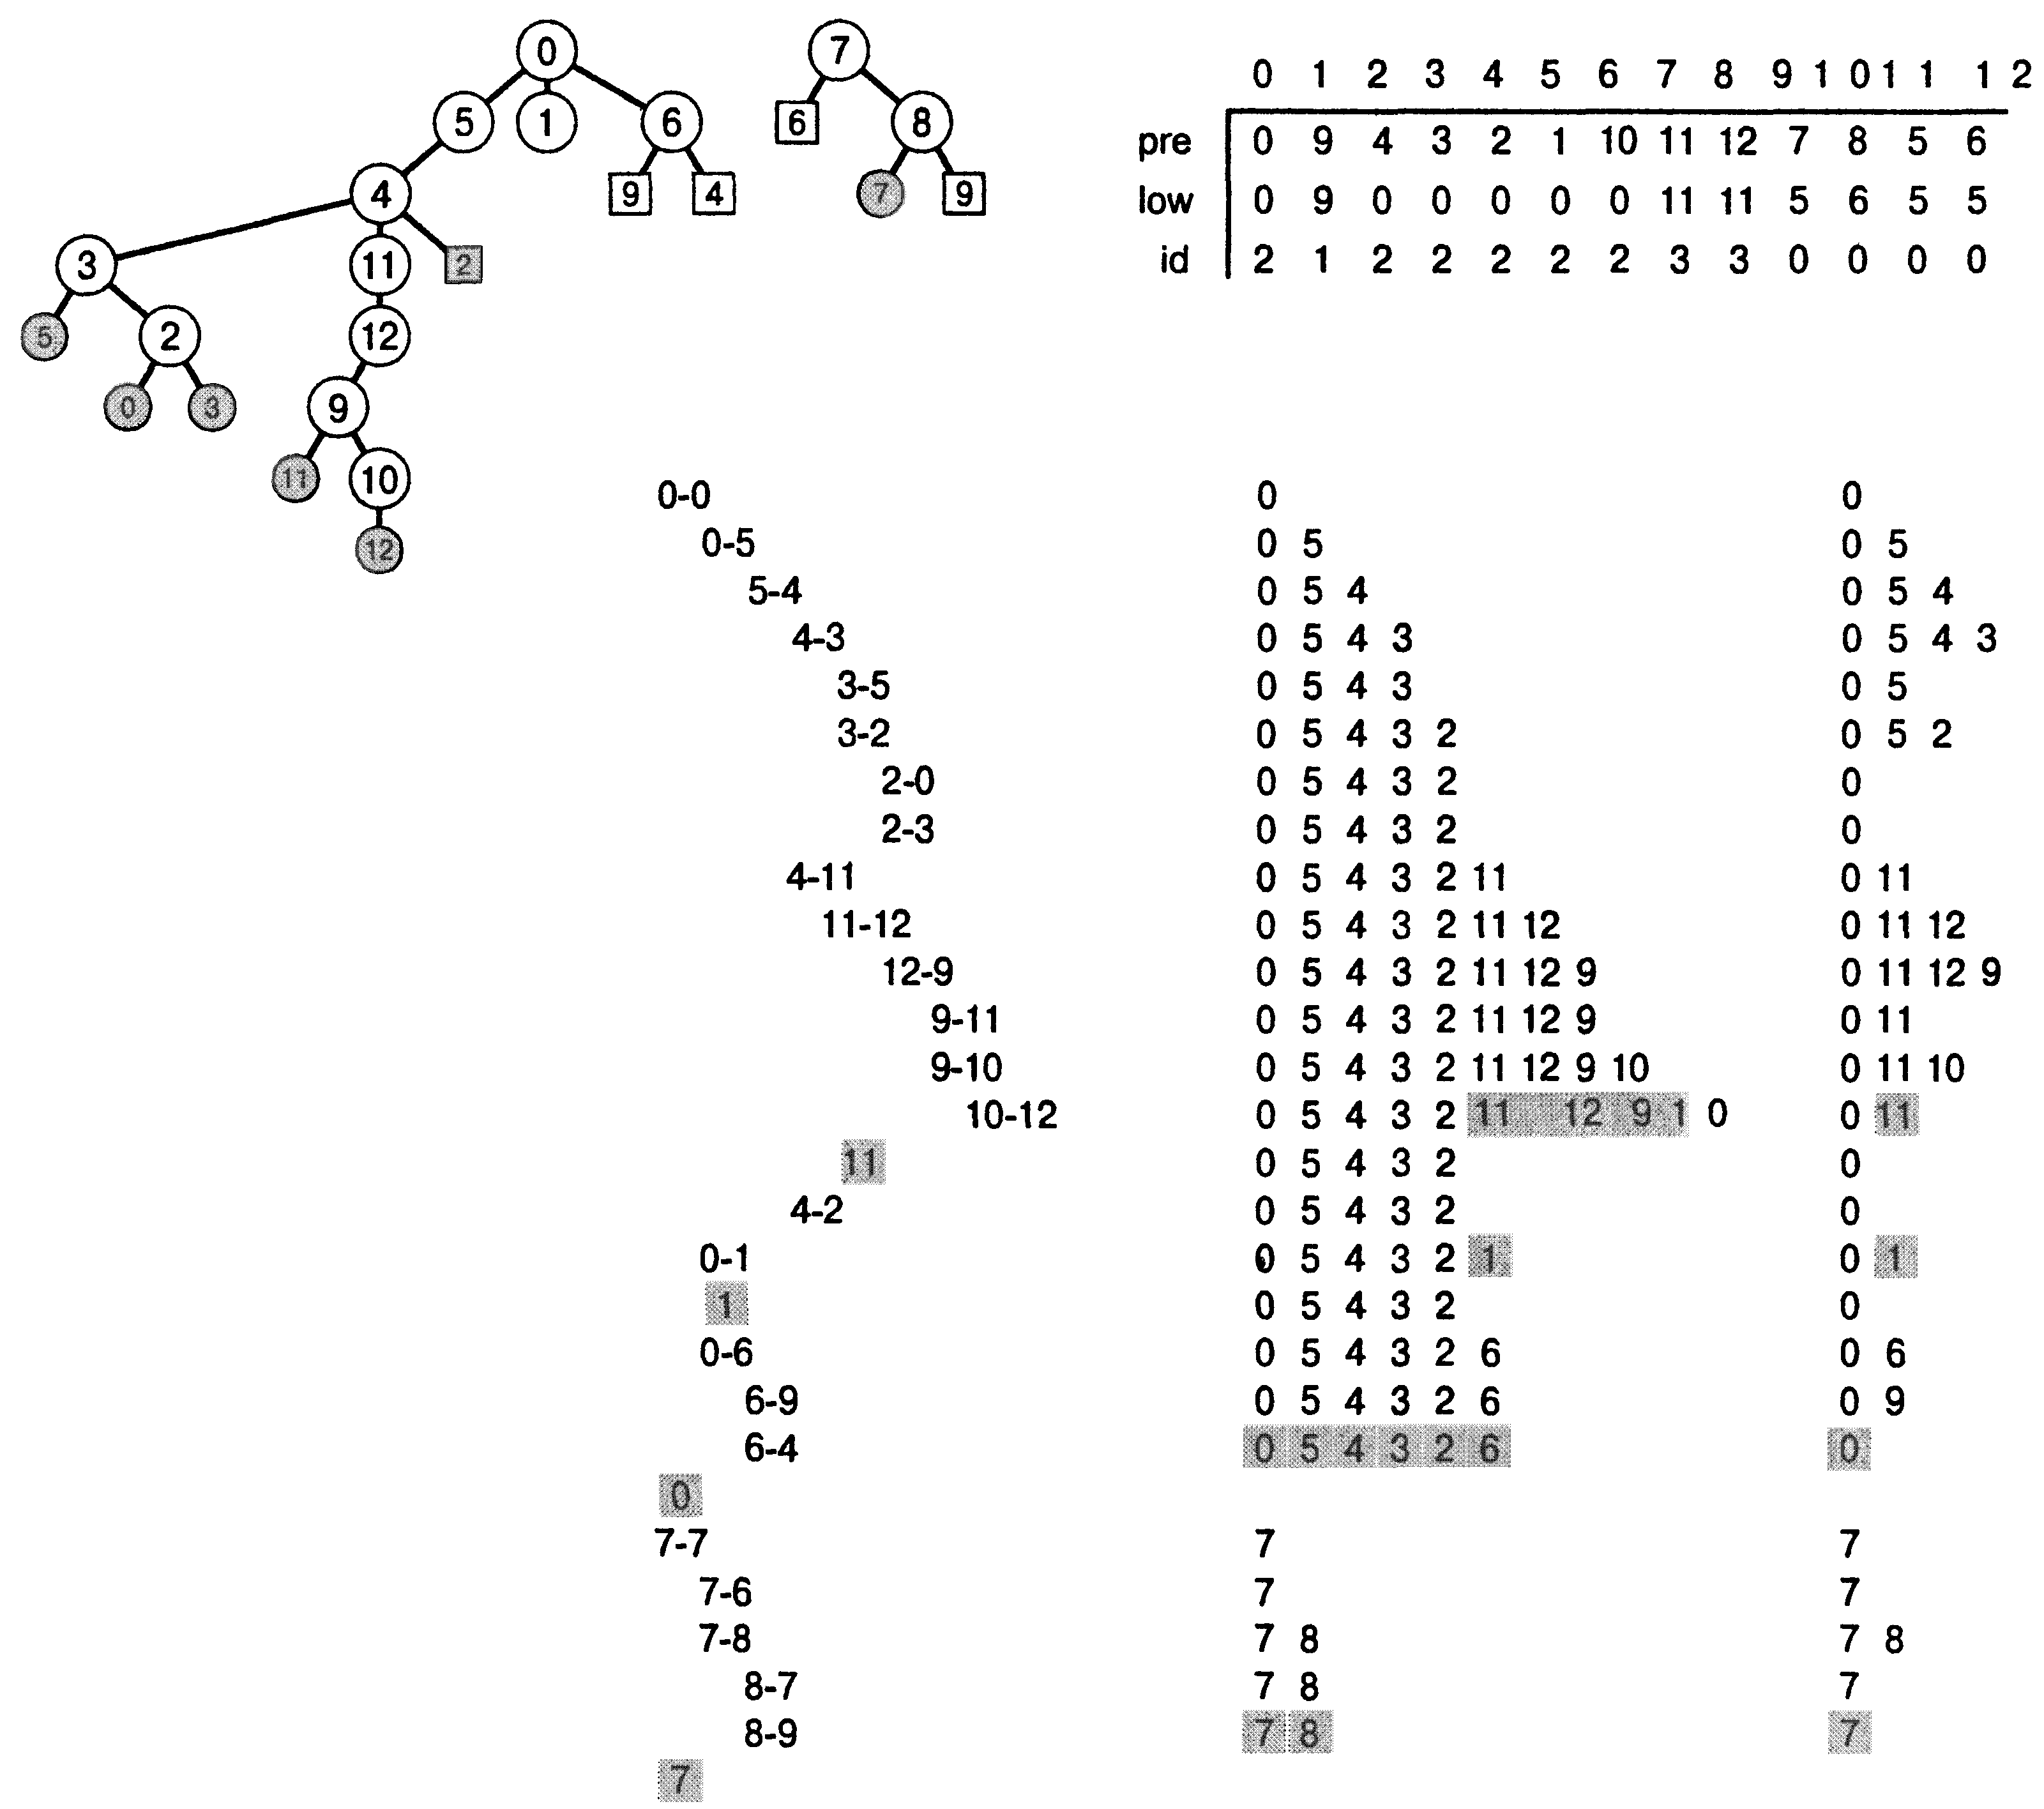 0 7
5 1 6 6 8
4 9 4 7 9
3 11 2
5 2 12
0 3 9
11 10
12
0 1 2 3 4 5 6 7 8 9 1 0 1 1 1 2
pre 0 9 4 3 2 1 10 11 12 7 8 5 6
low 0 9 0 0 0 0 0 11 11 5 6 5 5
id 2 1 2 2 2 2 2 3 3 0 0 0 0
0-0 0 0
0-5 0 5 0 5
5-4 0 5 4 0 5 4
4-3 0 5 4 3 0 5 4 3
3-5 0 5 4 3 0 5
3-2 0 5 4 3 2 0 5 2
2-0 0 5 4 3 2 0
2-3 0 5 4 3 2 0
4-11 0 5 4 3 2 11 0 11
11-12 0 5 4 3 2 11 12 0 11 12
12-9 0 5 4 3 2 11 12 9 0 11 12 9
9-11 0 5 4 3 2 11 12 9 0 11
9-10 0 5 4 3 2 11 12 9 10 0 11 10
10-12 0 5 4 3 2 11 12 9 1 0 0 11
11 0 5 4 3 2 0
4-2 0 5 4 3 2 0
0-1 0 5 4 3 2 1 0 1
1 0 5 4 3 2 0
0-6 0 5 4 3 2 6 0 6
6-9 0 5 4 3 2 6 0 9
6-4 0 5 4 3 2 6 0
0
7-7 7 7
7-6 7 7
7-8 7 8 7 8
8-7 7 8 7
8-9 7 8 7
7